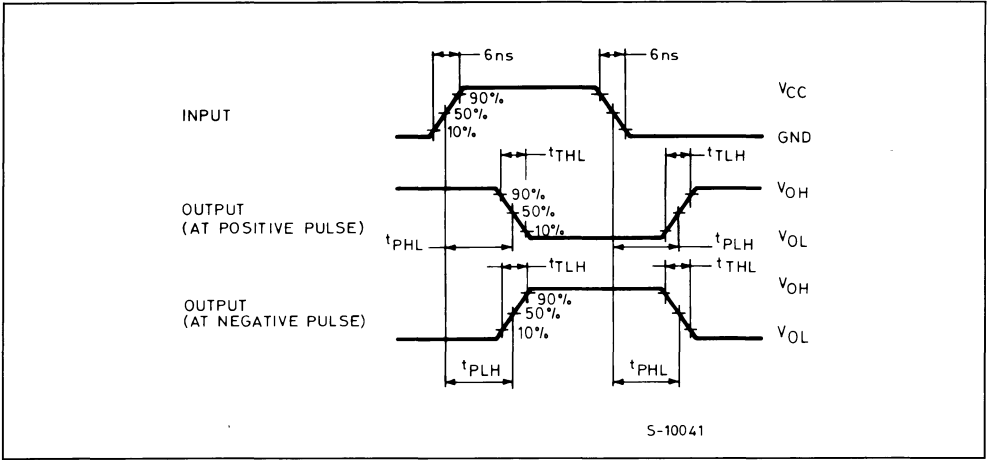 6ns 6ns
90% VCC
INPUT 50%
10% GND
tTHL tTLH
90% VOH
OUTPUT 50%
(AT POSITIVE PULSE) 10%
tPHL tPLH VOL
tTLH tTHL
90% VOH
OUTPUT 50%
(AT NEGATIVE PULSE) 10% VOL
tPLH tPHL
S-10041